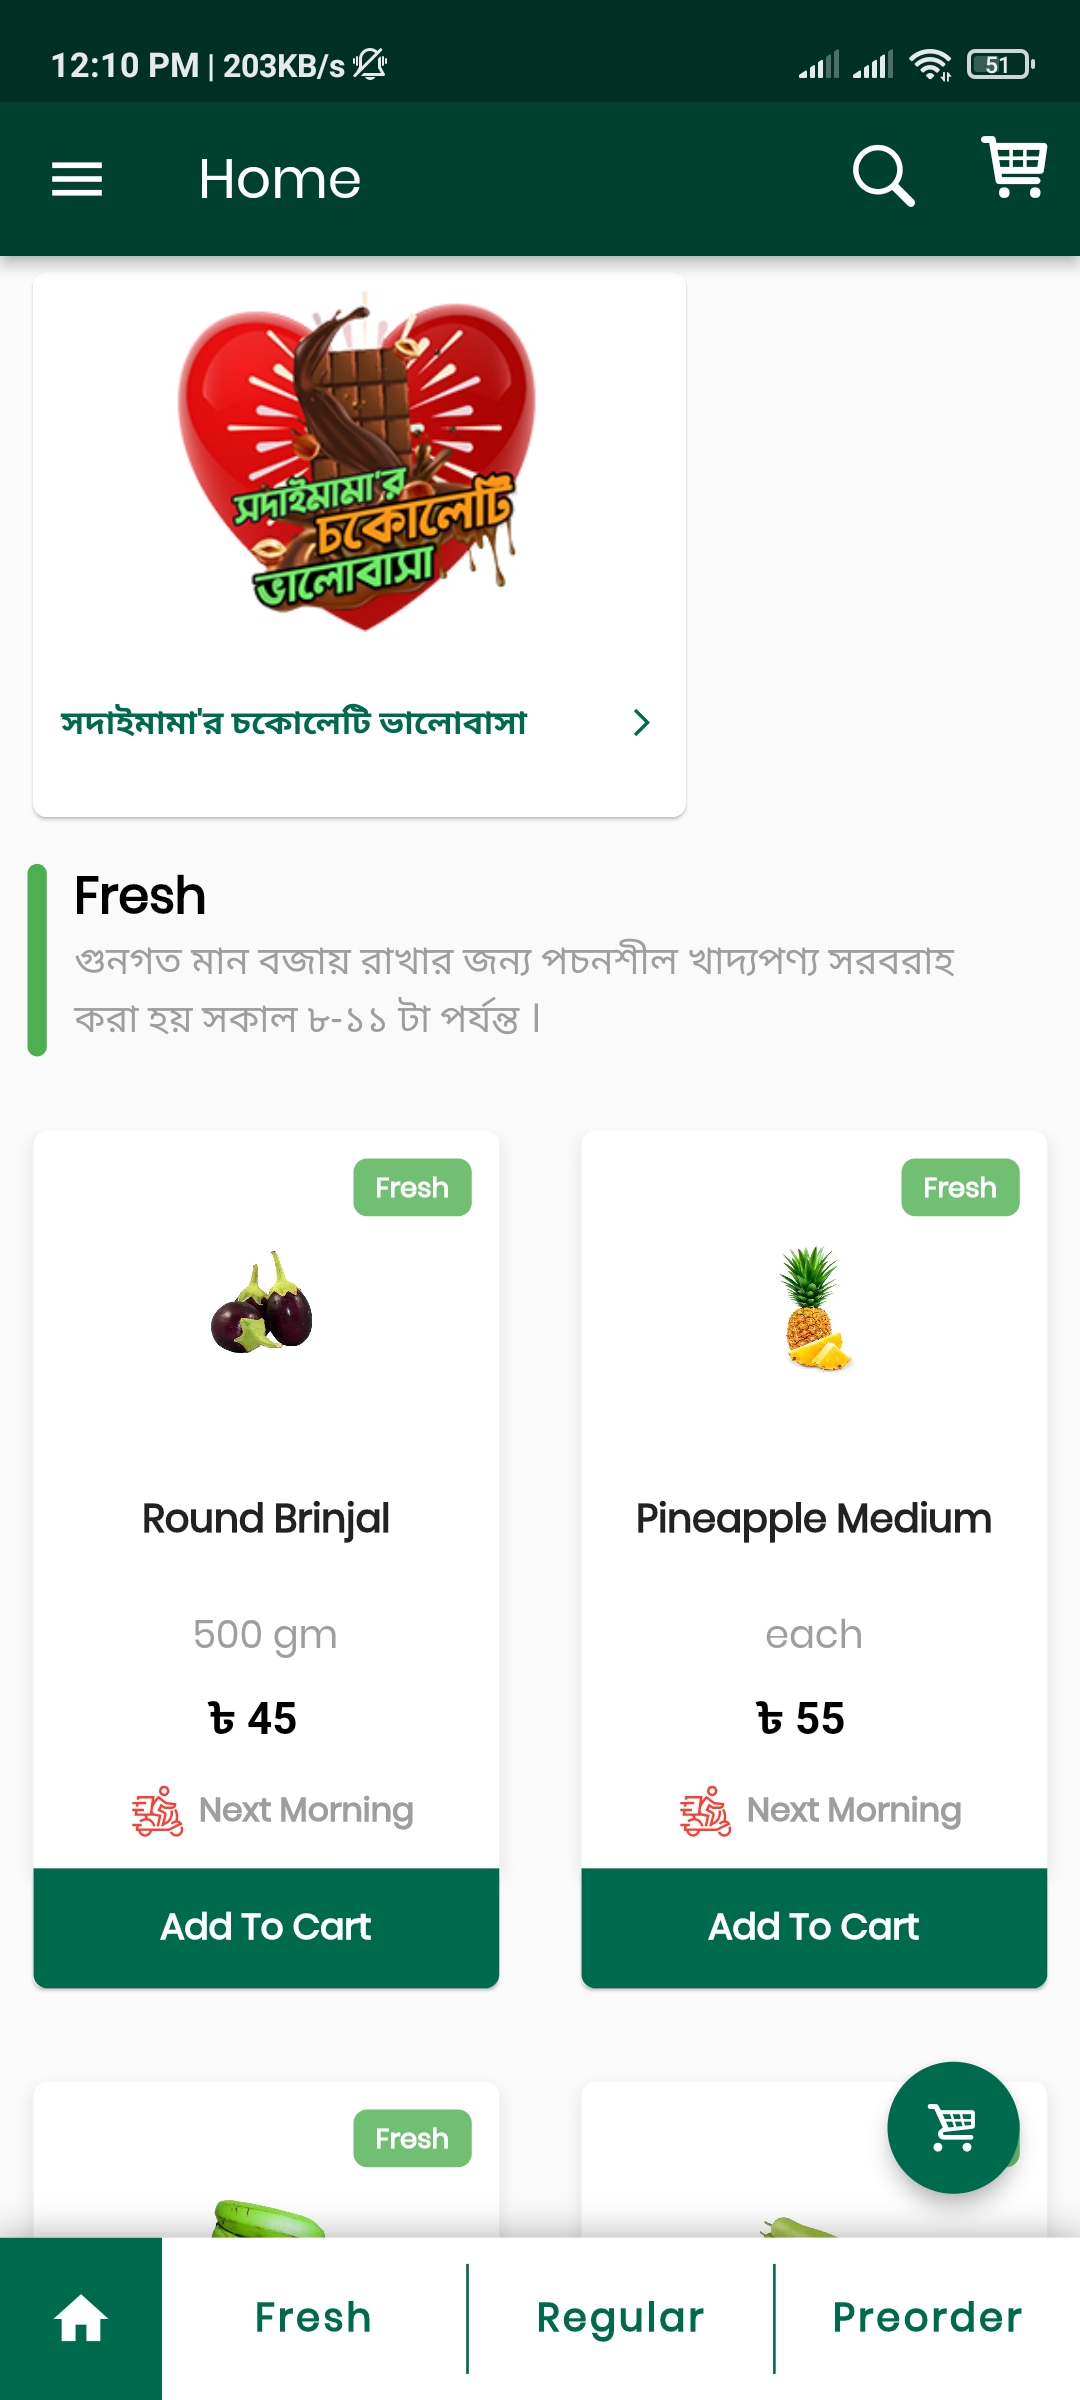 12:10 PM | 203KB/s
51
Home
সদাইমামা'র
চকোলেটি
ভালোবাসা
সদাইমামা'র চকোলেটি ভালোবাসা
Fresh
গুনগত মান বজায় রাখার জন্য পচনশীল খাদ্যপণ্য সরবরাহ
করা হয় সকাল ৮-১১ টা পর্যন্ত ।
Fresh
Fresh
Round Brinjal
Pineapple Medium
500 gm
each
৳ 45
৳ 55
Next Morning
Next Morning
Add To Cart
Add To Cart
Fresh
Fresh
Regular
Preorder